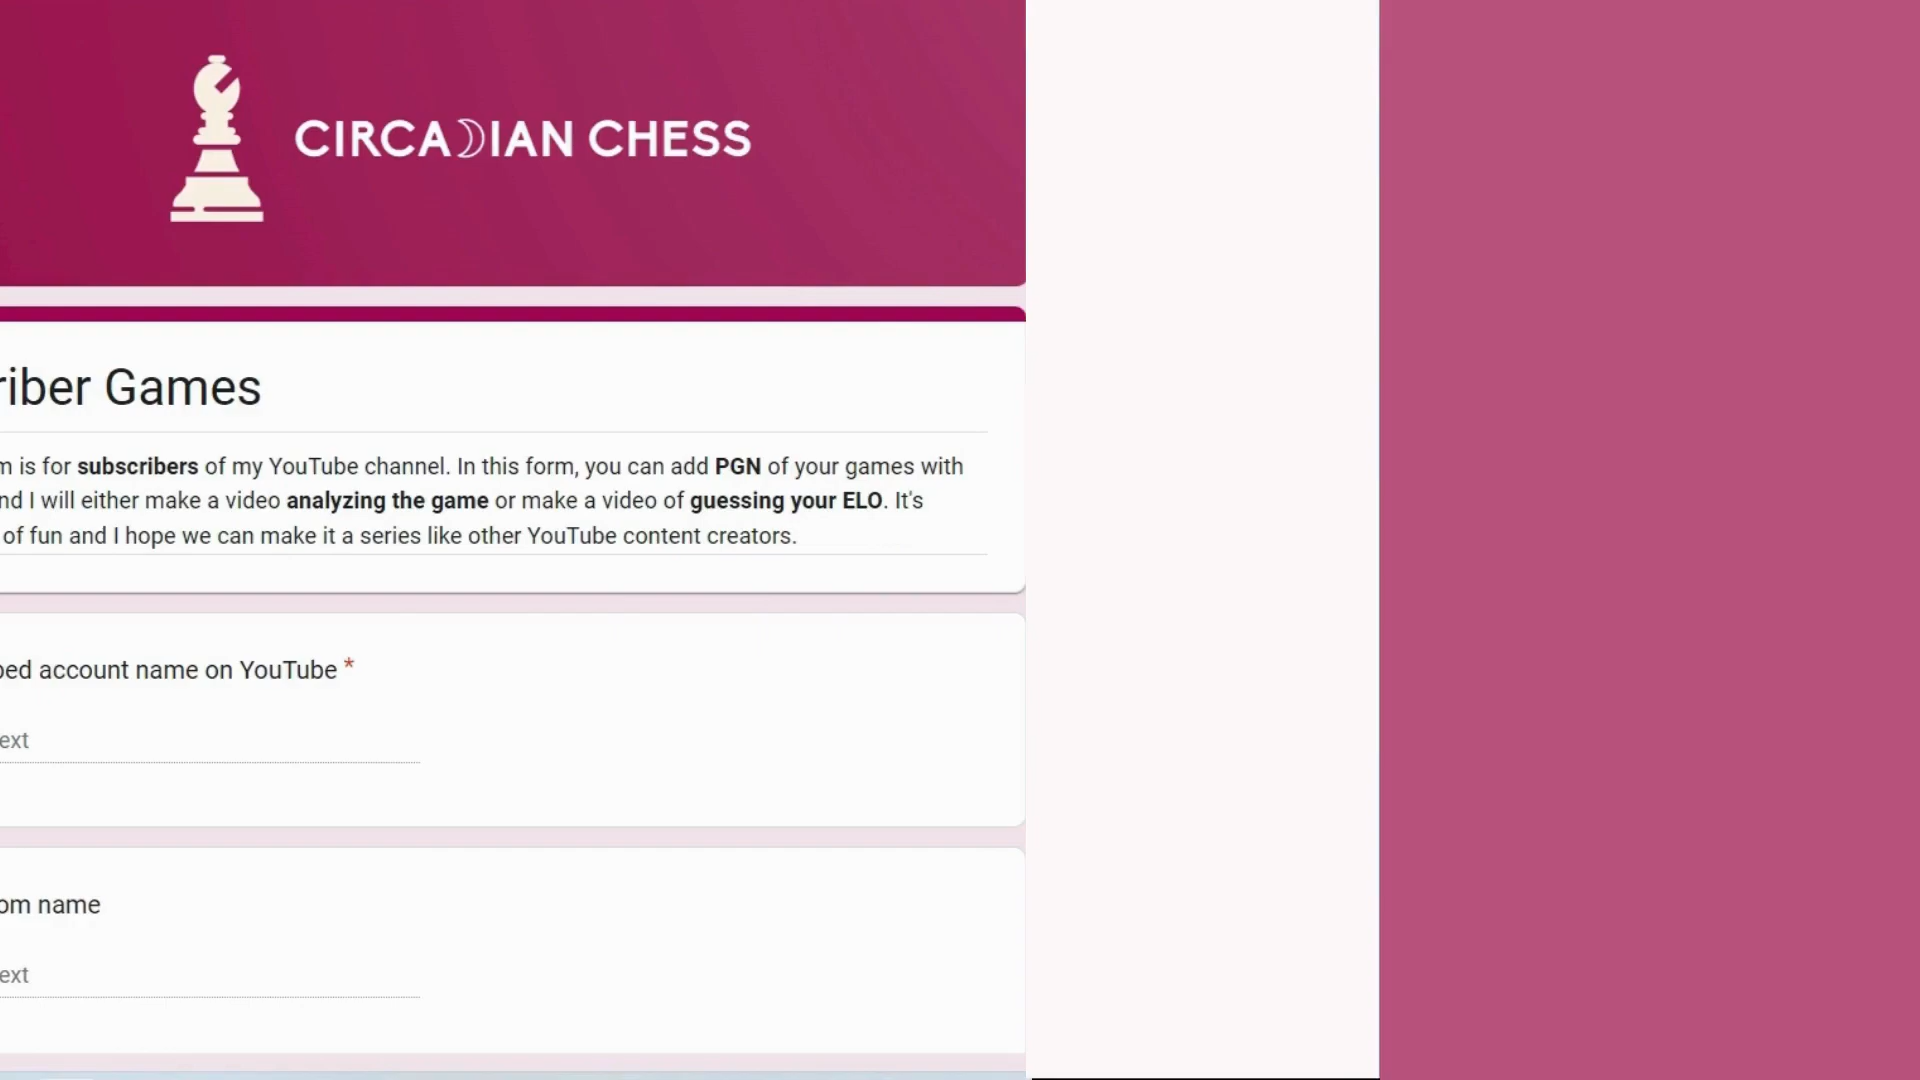 CIRCADIAN CHESS
riber Games
m is for subscribers of my YouTube channel. In this form, you can add PGN of your games with
nd I will either make a video analyzing the game or make a video of guessing your ELO. It's
of fun and I hope we can make it a series like other YouTube content creators.
bed account name on YouTube *
ext
om name
ext